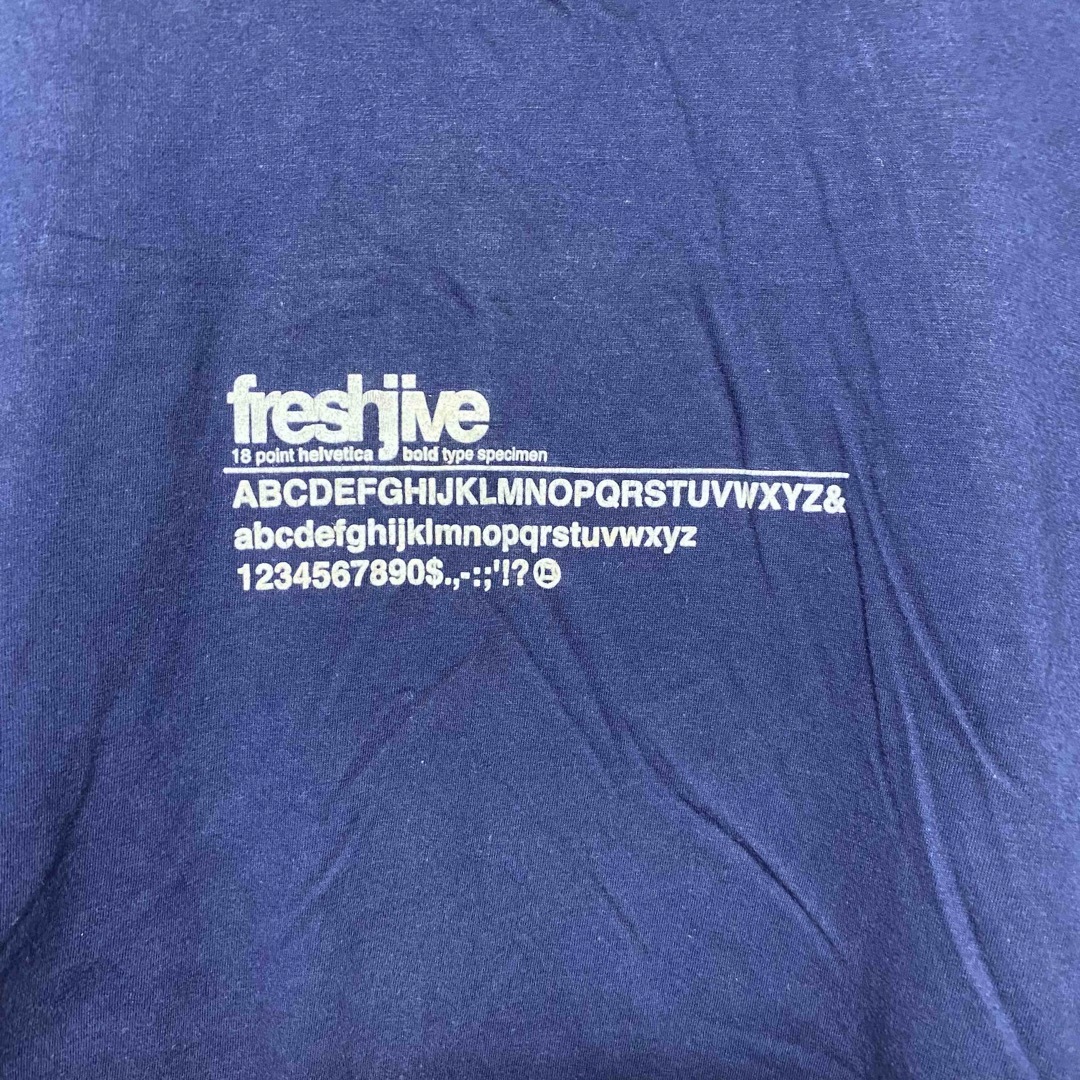 freshjive
18 point helvetica bold type specimen
ABCDEFGHIJKLMNOPQRSTUVWXYZ&
abcdefghijklmnopqrstuvwxyz
1234567890$.,-:;'!?